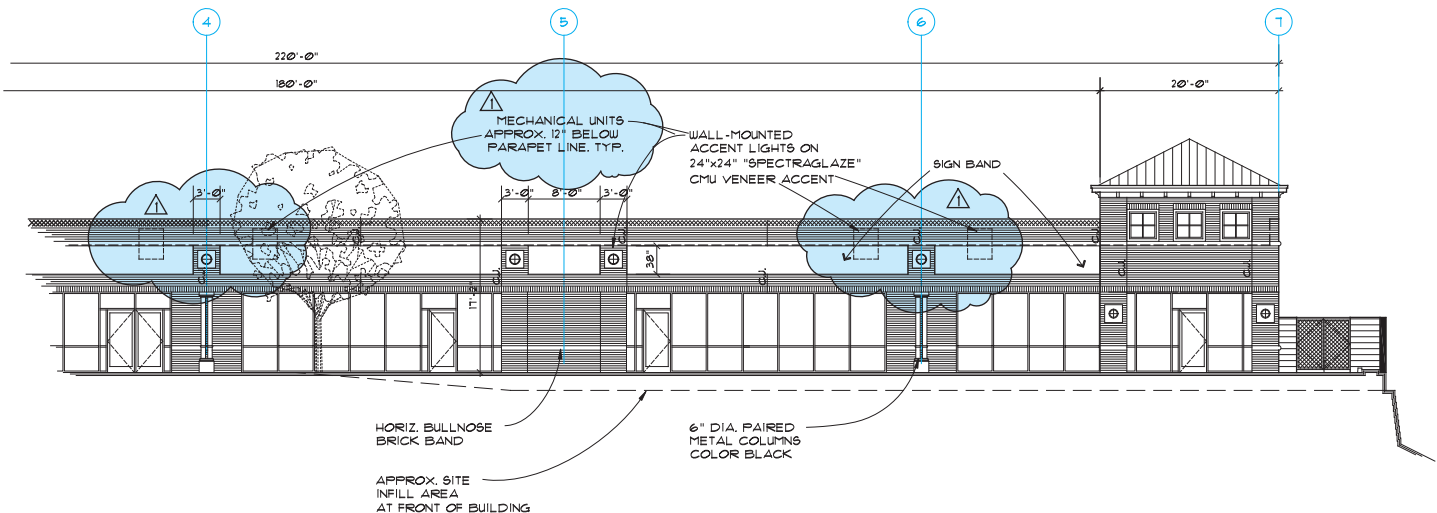 4
5
6
7
220'-0"
180'-0"
20'-0"
1
MECHANICAL UNITS
APPROX. 12" BELOW
PARAPET LINE. TYP.
WALL-MOUNTED
ACCENT LIGHTS ON
24"x24" "SPECTRAGLAZE"
CMU VENEER ACCENT
SIGN BAND
1
3'-0"
3'-0"
8'-0"
3'-0"
1
C.J.
C.J.
C.J.
C.J.
38"
C.J.
C.J.
C.J.
C.J.
C.J.
17'-2"
HORIZ. BULLNOSE
BRICK BAND
6" DIA. PAIRED
METAL COLUMNS
COLOR BLACK
APPROX. SITE
INFILL AREA
AT FRONT OF BUILDING